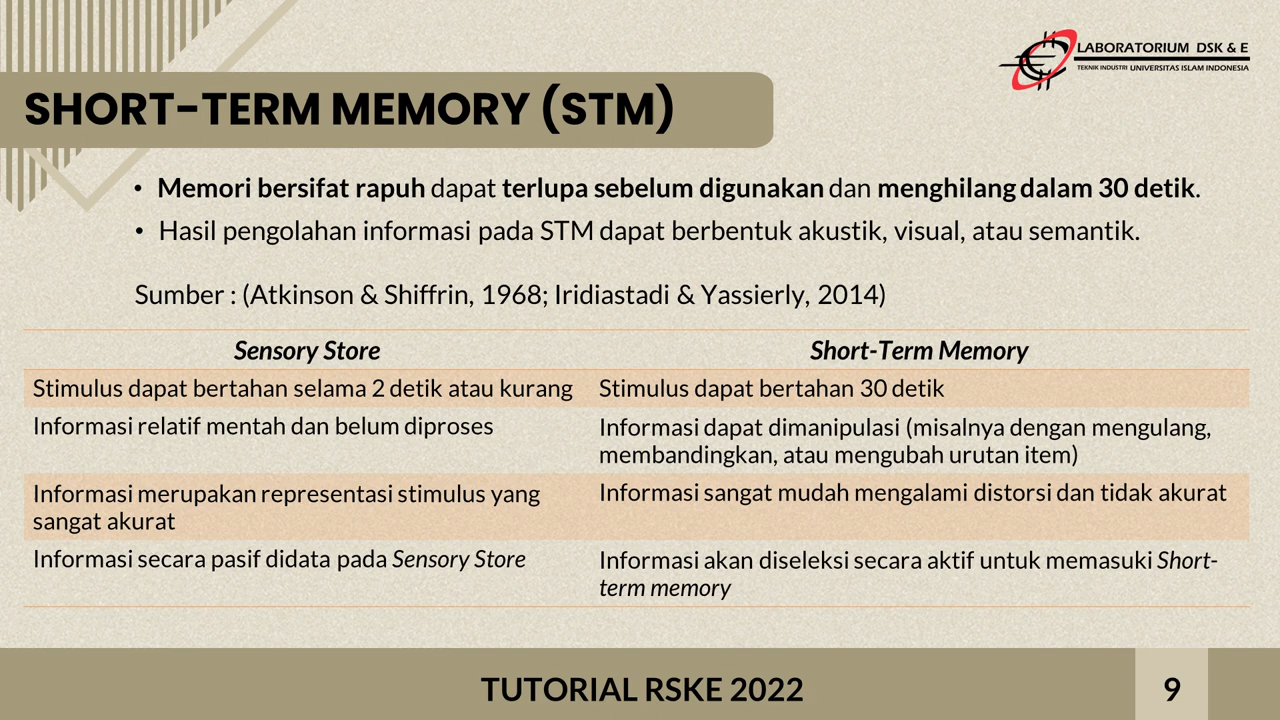 LABORATORIUM DSK & E
TEKNIK INDUSTRI UNIVERSITAS ISLAM INDONESIA
SHORT-TERM MEMORY (STM)
• Memori bersifat rapuh dapat terlupa sebelum digunakan dan menghilang dalam 30 detik.
• Hasil pengolahan informasi pada STM dapat berbentuk akustik, visual, atau semantik.
Sumber : (Atkinson & Shiffrin, 1968; Iridiastadi & Yassierly, 2014)
Sensory Store Short-Term Memory
Stimulus dapat bertahan selama 2 detik atau kurang Stimulus dapat bertahan 30 detik
Informasi relatif mentah dan belum diproses Informasi dapat dimanipulasi (misalnya dengan mengulang,
membandingkan, atau mengubah urutan item)
Informasi merupakan representasi stimulus yang Informasi sangat mudah mengalami distorsi dan tidak akurat
sangat akurat
Informasi secara pasif didata pada Sensory Store Informasi akan diseleksi secara aktif untuk memasuki Short-
term memory
TUTORIAL RSKE 2022
9